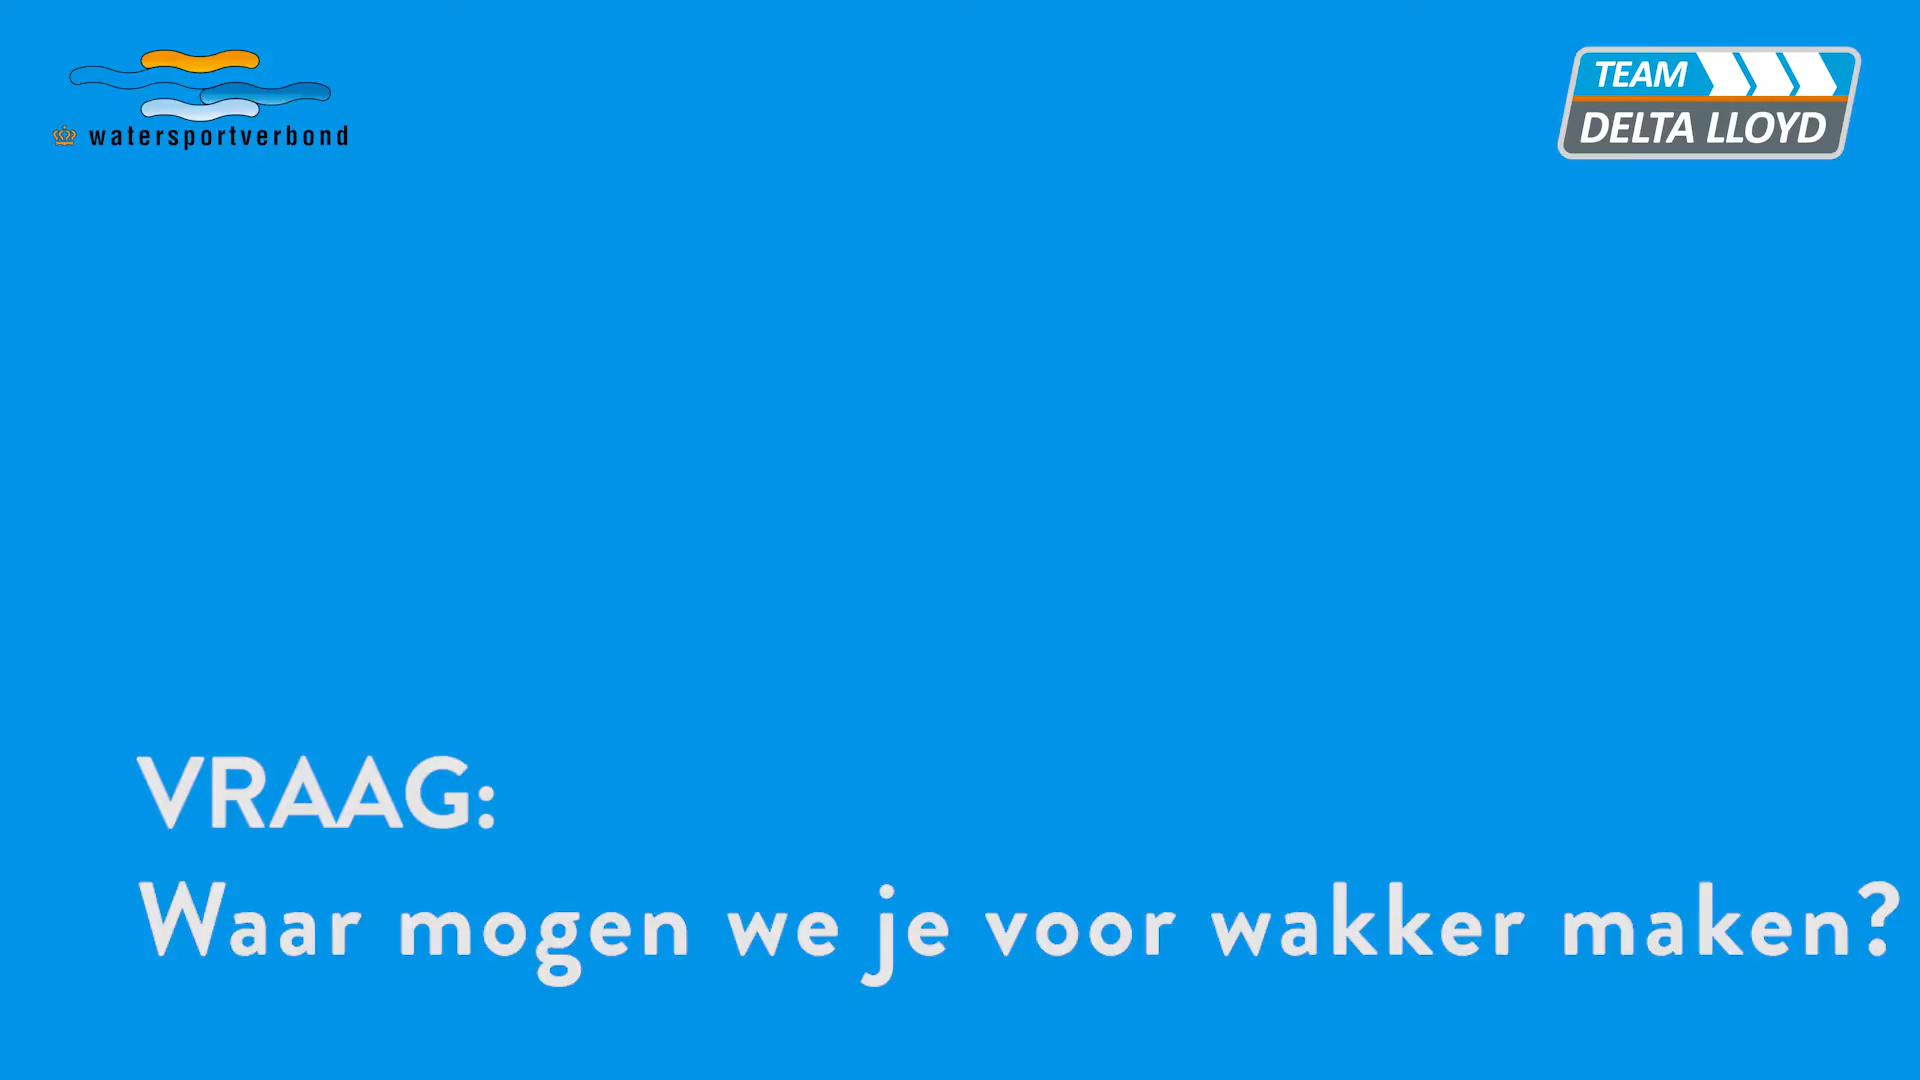 watersportverbond
TEAM
DELTA LLOYD
VRAAG:
Waar mogen we je voor wakker maken?